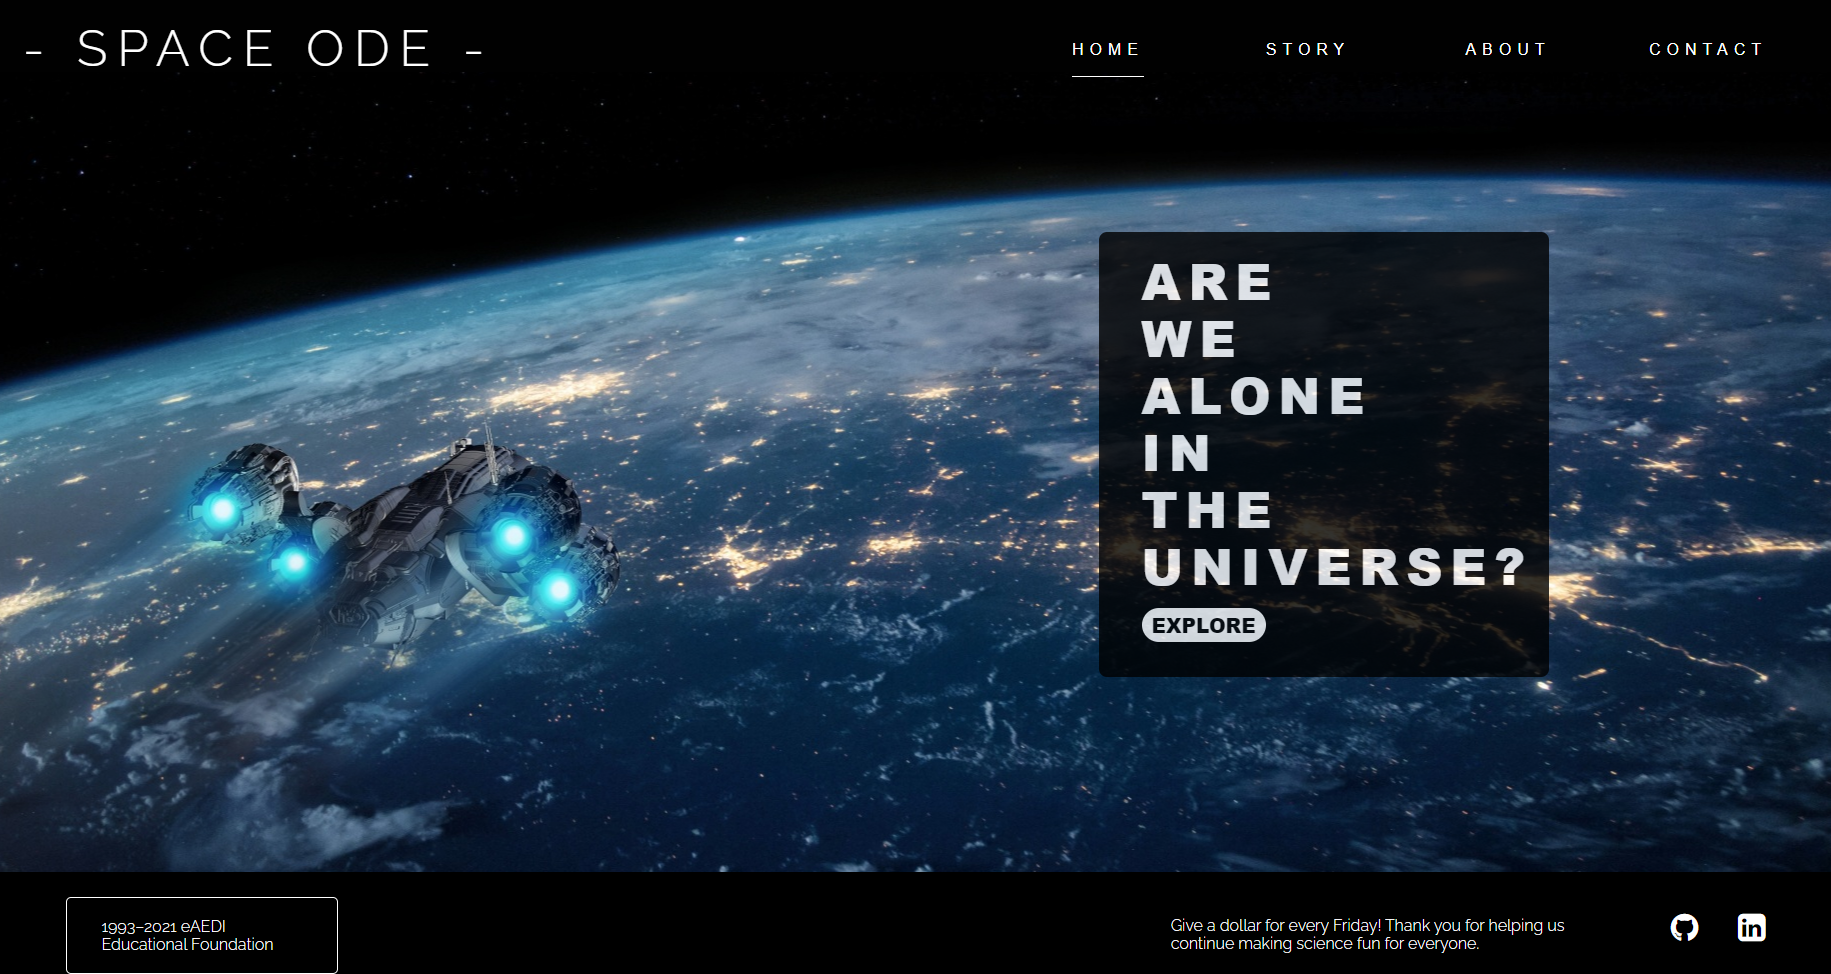 - SPACE ODE -
HOME STORY ABOUT CONTACT
ARE
WE
ALONE
IN
THE
UNIVERSE?
EXPLORE
1993-2021 eAEDI
Educational Foundation
Give a dollar for every Friday! Thank you for helping us
continue making science fun for everyone.
in